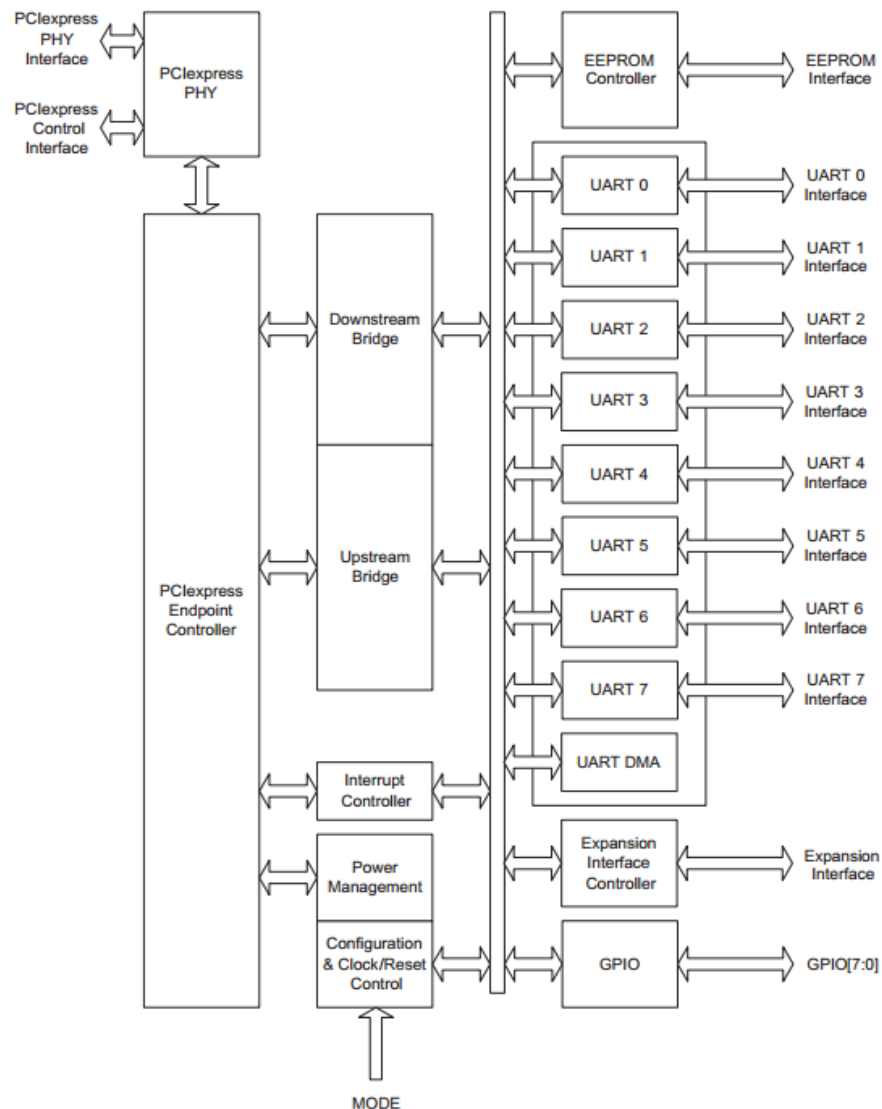 PCIexpress
PHY
Interface
PCIexpress
Control
Interface
PCIexpress
PHY
PCIexpress
Endpoint
Controller
Downstream
Bridge
Upstream
Bridge
Interrupt
Controller
Power
Management
Configuration
& Clock/Reset
Control
MODE
EEPROM
Controller
EEPROM
Interface
UART 0
UART 0
Interface
UART 1
UART 1
Interface
UART 2
UART 2
Interface
UART 3
UART 3
Interface
UART 4
UART 4
Interface
UART 5
UART 5
Interface
UART 6
UART 6
Interface
UART 7
UART 7
Interface
UART DMA
Expansion
Interface
Controller
Expansion
Interface
GPIO
GPIO[7:0]